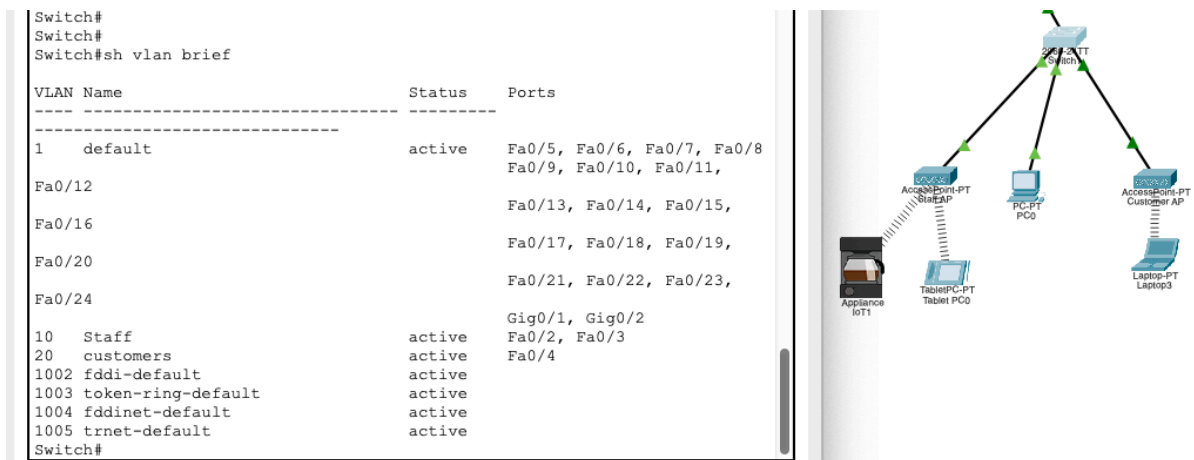 Switch#
Switch#
Switch#sh vlan brief
VLAN Name Status Ports
---- -------------------------------- ---------
-------------------------------
1 default active Fa0/5, Fa0/6, Fa0/7, Fa0/8
Fa0/9, Fa0/10, Fa0/11,
Fa0/12
Fa0/13, Fa0/14, Fa0/15,
Fa0/16
Fa0/17, Fa0/18, Fa0/19,
Fa0/20
Fa0/21, Fa0/22, Fa0/23,
Fa0/24
Gig0/1, Gig0/2
10 Staff active Fa0/2, Fa0/3
20 customers active Fa0/4
1002 fddi-default active
1003 token-ring-default active
1004 fddinet-default active
1005 trnet-default active
Switch#
AccessPoint-PT
Staff AP
PC-PT
PC0
AccessPoint-PT
Customer AP
Appliance
IoT1
TabletPC-PT
Tablet PC0
Laptop-PT
Laptop3